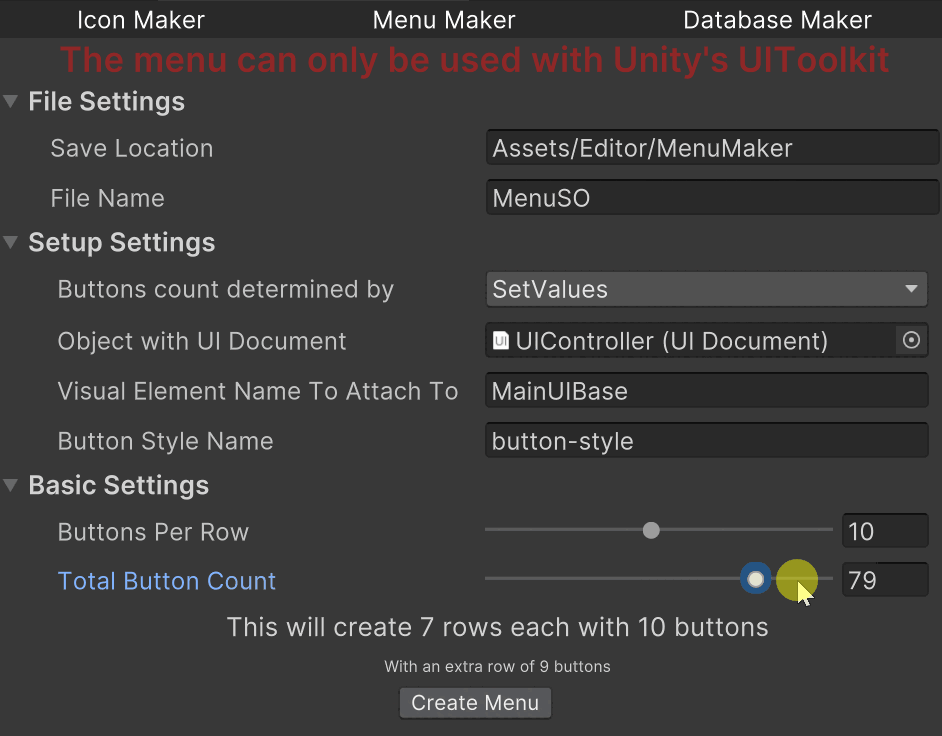 Icon Maker Menu Maker Database Maker
The menu can only be used with Unity's UIToolkit
File Settings
Save Location Assets/Editor/MenuMaker
File Name MenuSO
Setup Settings
Buttons count determined by SetValues
Object with UI Document UIController (UI Document)
Visual Element Name To Attach To MainUIBase
Button Style Name button-style
Basic Settings
Buttons Per Row 10
Total Button Count 79
This will create 7 rows each with 10 buttons
With an extra row of 9 buttons
Create Menu